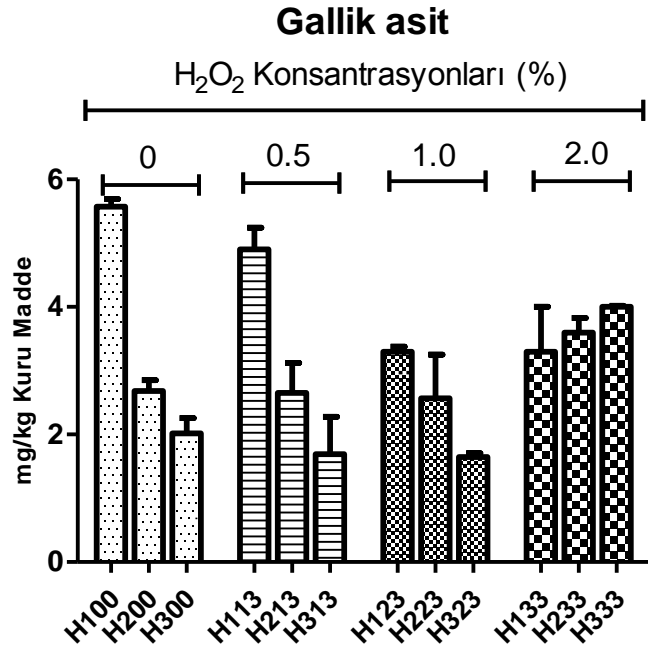 Gallik asit
H₂O₂ Konsantrasyonları (%)
0 0.5 1.0 2.0
mg/kg Kuru Madde
6
4
2
0
H100 H200 H300 H113 H213 H313 H123 H223 H323 H133 H233 H333